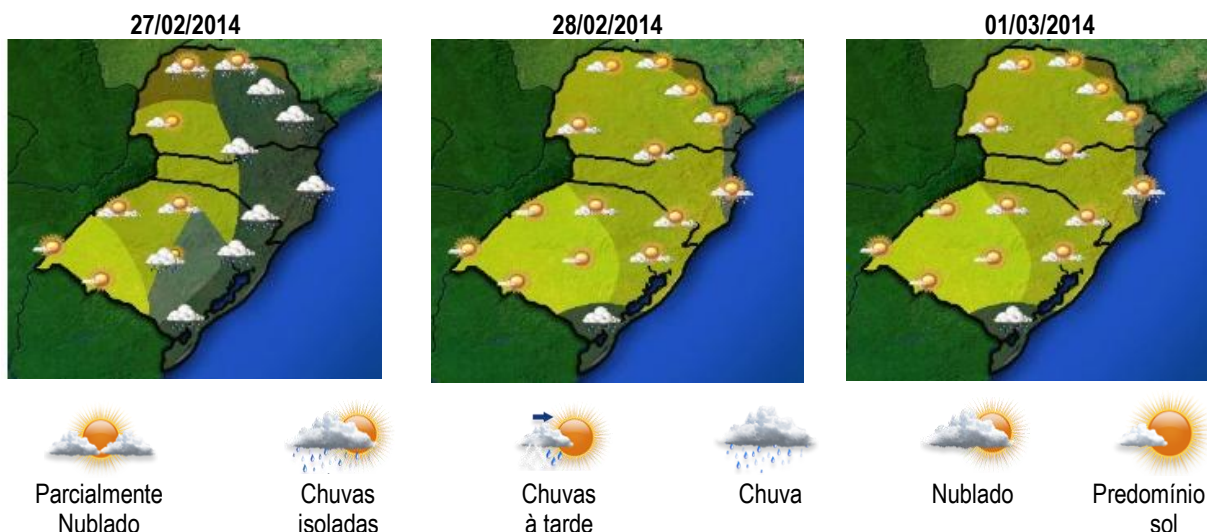 27/02/2014
28/02/2014
01/03/2014
Parcialmente
Nublado
Chuvas
isoladas
Chuvas
à tarde
Chuva
Nublado
Predomínio
sol